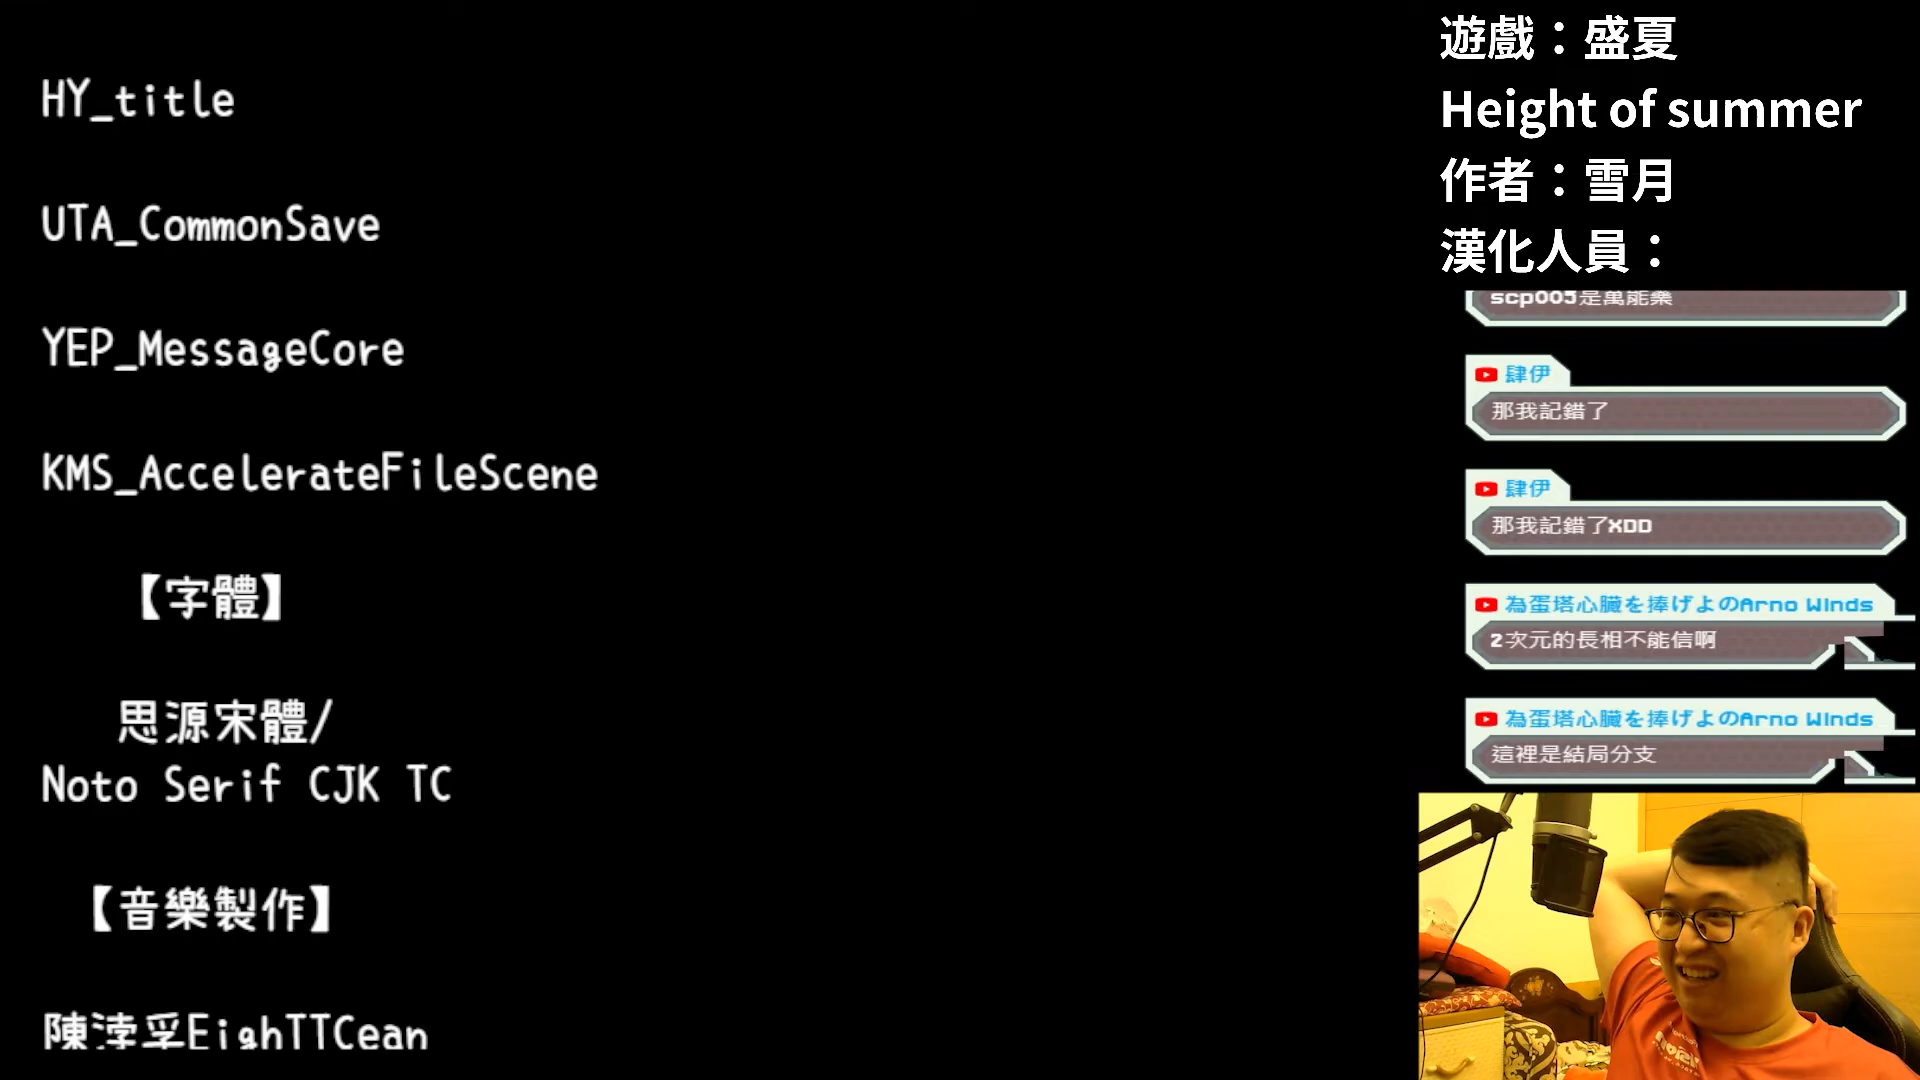 HY_title
UTA_CommonSave
YEP_MessageCore
KMS_AccelerateFileScene
【字體】
思源宋體/
Noto Serif CJK TC
【音樂製作】
陳浡孚EighTTCean
遊戲：盛夏
Height of summer
作者：雪月
漢化人員：
scp005是萬能藥
肆伊
那我記錯了
肆伊
那我記錯了XDD
為蛋塔心臟を捧げよのArno Winds
2次元的長相不能信啊
為蛋塔心臟を捧げよのArno Winds
這裡是結局分支